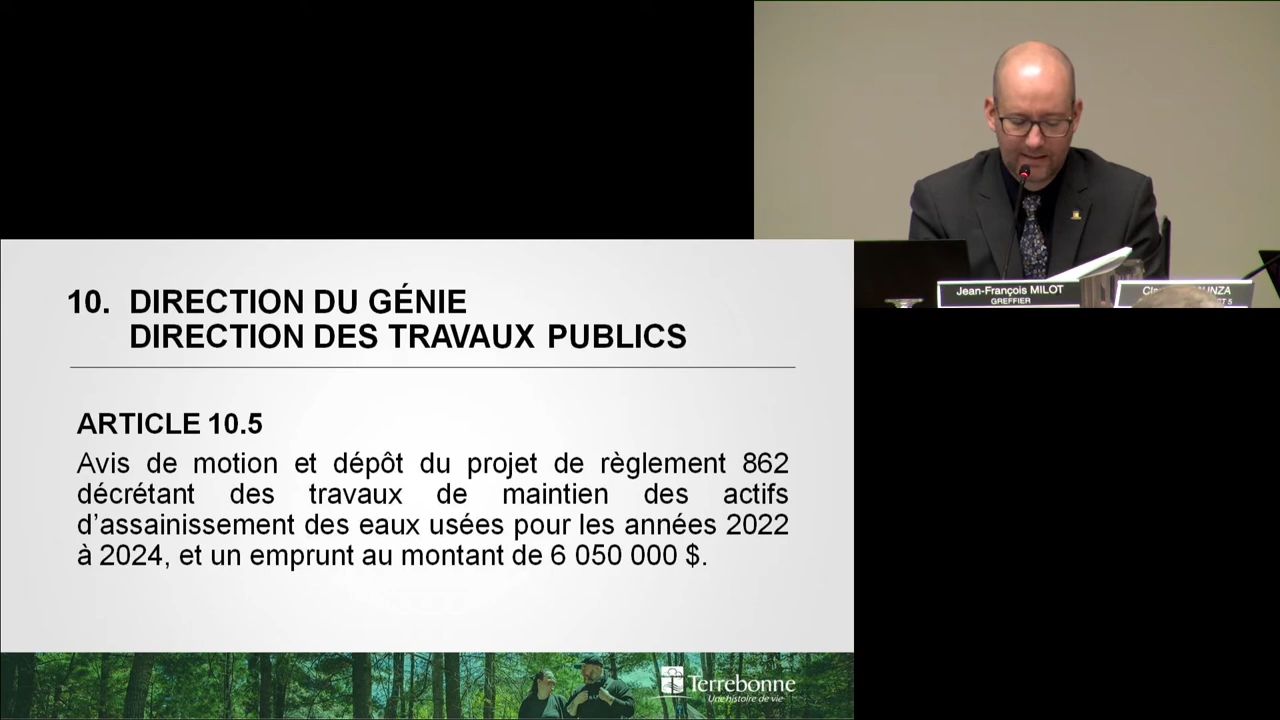 Jean-François MILOT
GREFFIER
10. DIRECTION DU GÉNIE
DIRECTION DES TRAVAUX PUBLICS
ARTICLE 10.5
Avis de motion et dépôt du projet de règlement 862
décrétant des travaux de maintien des actifs
d’assainissement des eaux usées pour les années 2022
à 2024, et un emprunt au montant de 6 050 000 $.
Terrebonne
Une histoire de vie